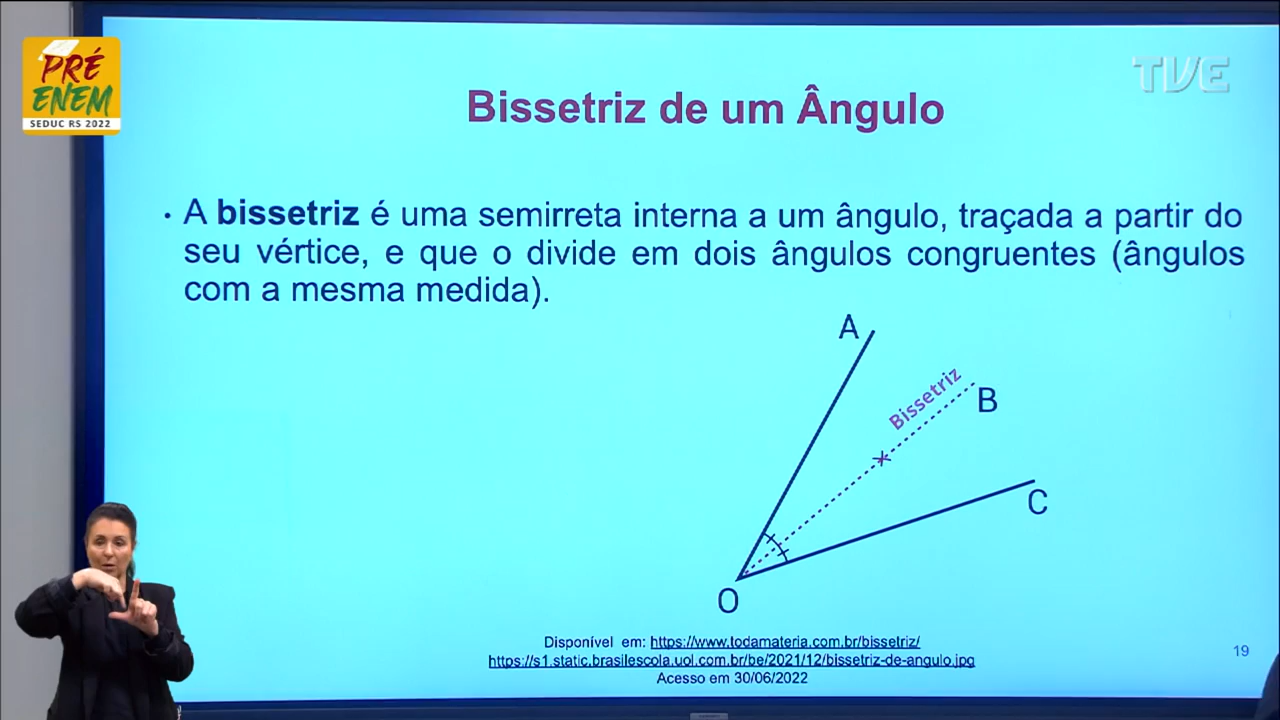 PRÉ
ENEM
SEDUC RS 2022
TVE
Bissetriz de um Ângulo
• A bissetriz é uma semirreta interna a um ângulo, traçada a partir do
seu vértice, e que o divide em dois ângulos congruentes (ângulos
com a mesma medida).
A
Bissetriz
B
C
O
Disponível em: https://www.todamateria.com.br/bissetriz/
https://s1.static.brasilescola.uol.com.br/be/2021/12/bissetriz-de-angulo.jpg
Acesso em 30/06/2022
19